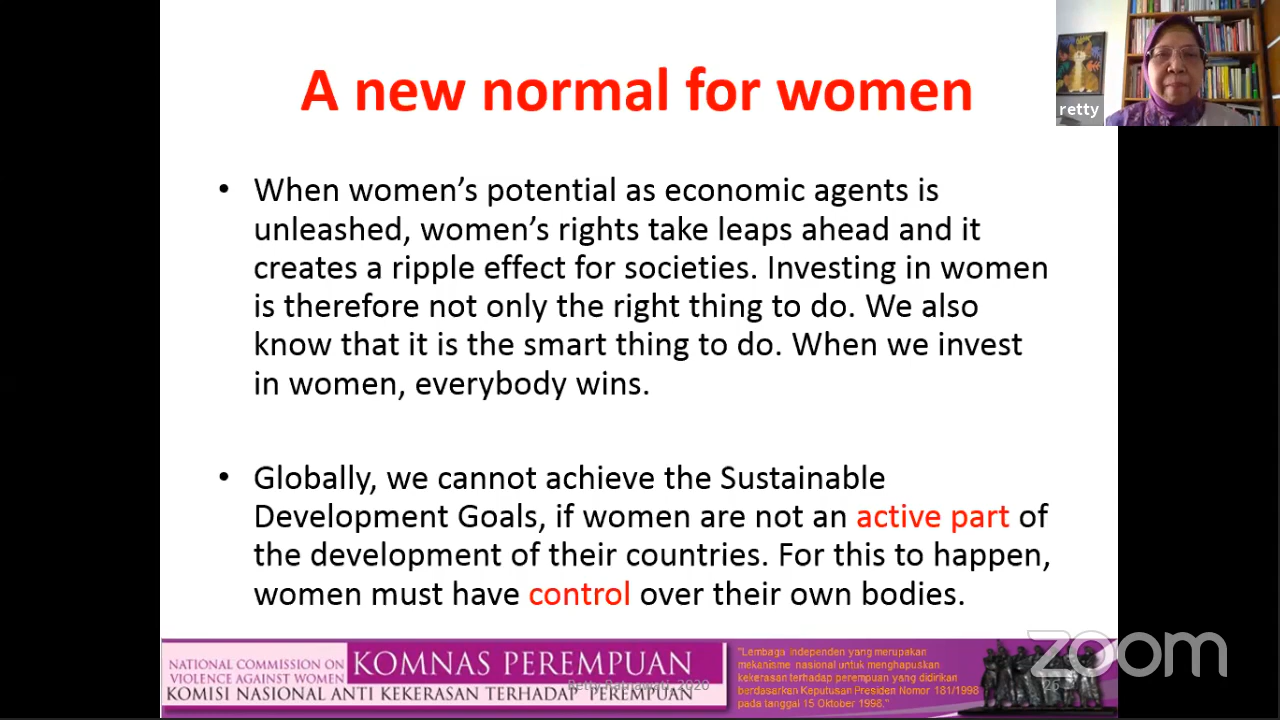 A new normal for women
retty
• When women's potential as economic agents is
unleashed, women's rights take leaps ahead and it
creates a ripple effect for societies. Investing in women
is therefore not only the right thing to do. We also
know that it is the smart thing to do. When we invest
in women, everybody wins.
• Globally, we cannot achieve the Sustainable
Development Goals, if women are not an active part of
the development of their countries. For this to happen,
women must have control over their own bodies.
NATIONAL COMMISSION ON
VIOLENCE AGAINST WOMEN
KOMNAS PEREMPUAN
KOMISI NASIONAL ANTI KEKERASAN TERHADAP PEREMPUAN
Retty Ratnawati, 2020
"Lembaga independen yang merupakan
mekanisme nasional untuk menghapuskan
kekerasan terhadap perempuan yang didirikan
berdasarkan Keputusan Presiden Nomor 181/1998
pada tanggal 15 Oktober 1998."
26
zoom